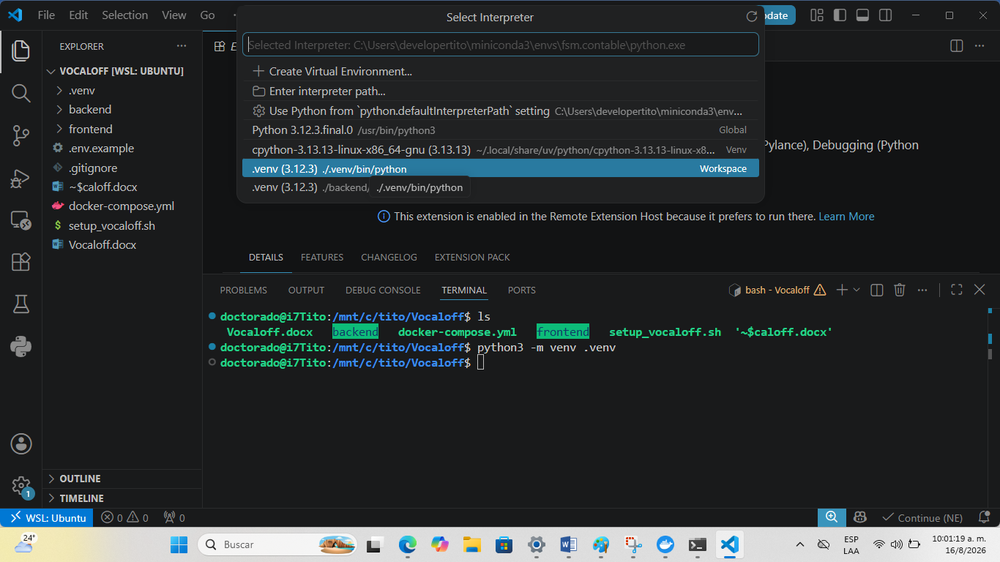 File Edit Selection View Go
Select Interpreter
date
EXPLORER
Selected Interpreter: C:\Users\developertito\miniconda3\envs\fsm.contable\python.exe
Create Virtual Environment...
Enter interpreter path...
Use Python from `python.defaultInterpreterPath` setting C:\Users\developertito\miniconda3\env...
Python 3.12.3.final.0 /usr/bin/python3 Global
cpython-3.13.13-linux-x86_64-gnu (3.13.13) ~/.local/share/uv/python/cpython-3.13.13-linux-x8... Venv
.venv (3.12.3) ./.venv/bin/python Workspace
.venv (3.12.3) ./backend/
./.venv/bin/python
VOCALOFF [WSL: UBUNTU]
.venv
backend
frontend
.env.example
.gitignore
~$caloff.docx
docker-compose.yml
setup_vocaloff.sh
Vocaloff.docx
Pylance), Debugging (Python
This extension is enabled in the Remote Extension Host because it prefers to run there. Learn More
DETAILS FEATURES CHANGELOG EXTENSION PACK
PROBLEMS OUTPUT DEBUG CONSOLE TERMINAL PORTS
bash - Vocaloff
doctorado@i7Tito:/mnt/c/tito/Vocaloff$ ls
Vocaloff.docx backend docker-compose.yml frontend setup_vocaloff.sh '~$caloff.docx'
doctorado@i7Tito:/mnt/c/tito/Vocaloff$ python3 -m venv .venv
doctorado@i7Tito:/mnt/c/tito/Vocaloff$
OUTLINE
TIMELINE
1
WSL: Ubuntu 0 0 0
Continue (NE)
24°
Buscar
ESP
LAA
10:01:19 a. m.
16/8/2026